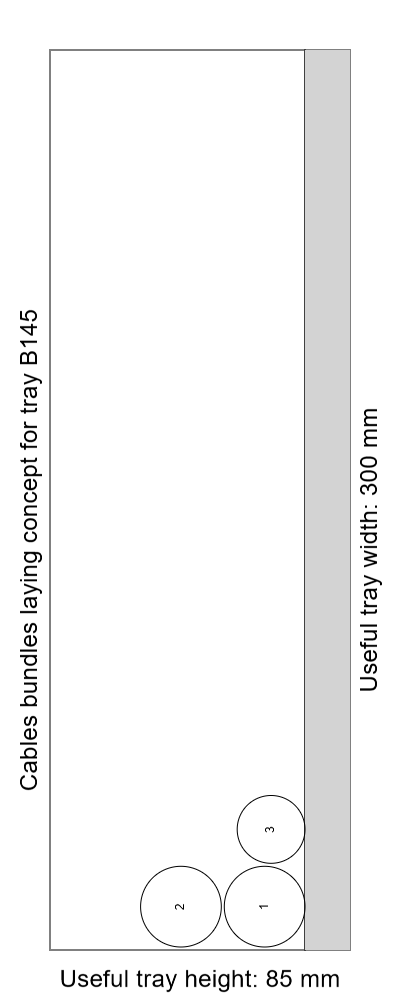 Cables bundles laying concept for tray B145
Useful tray width: 300 mm
3
2
1
Useful tray height: 85 mm